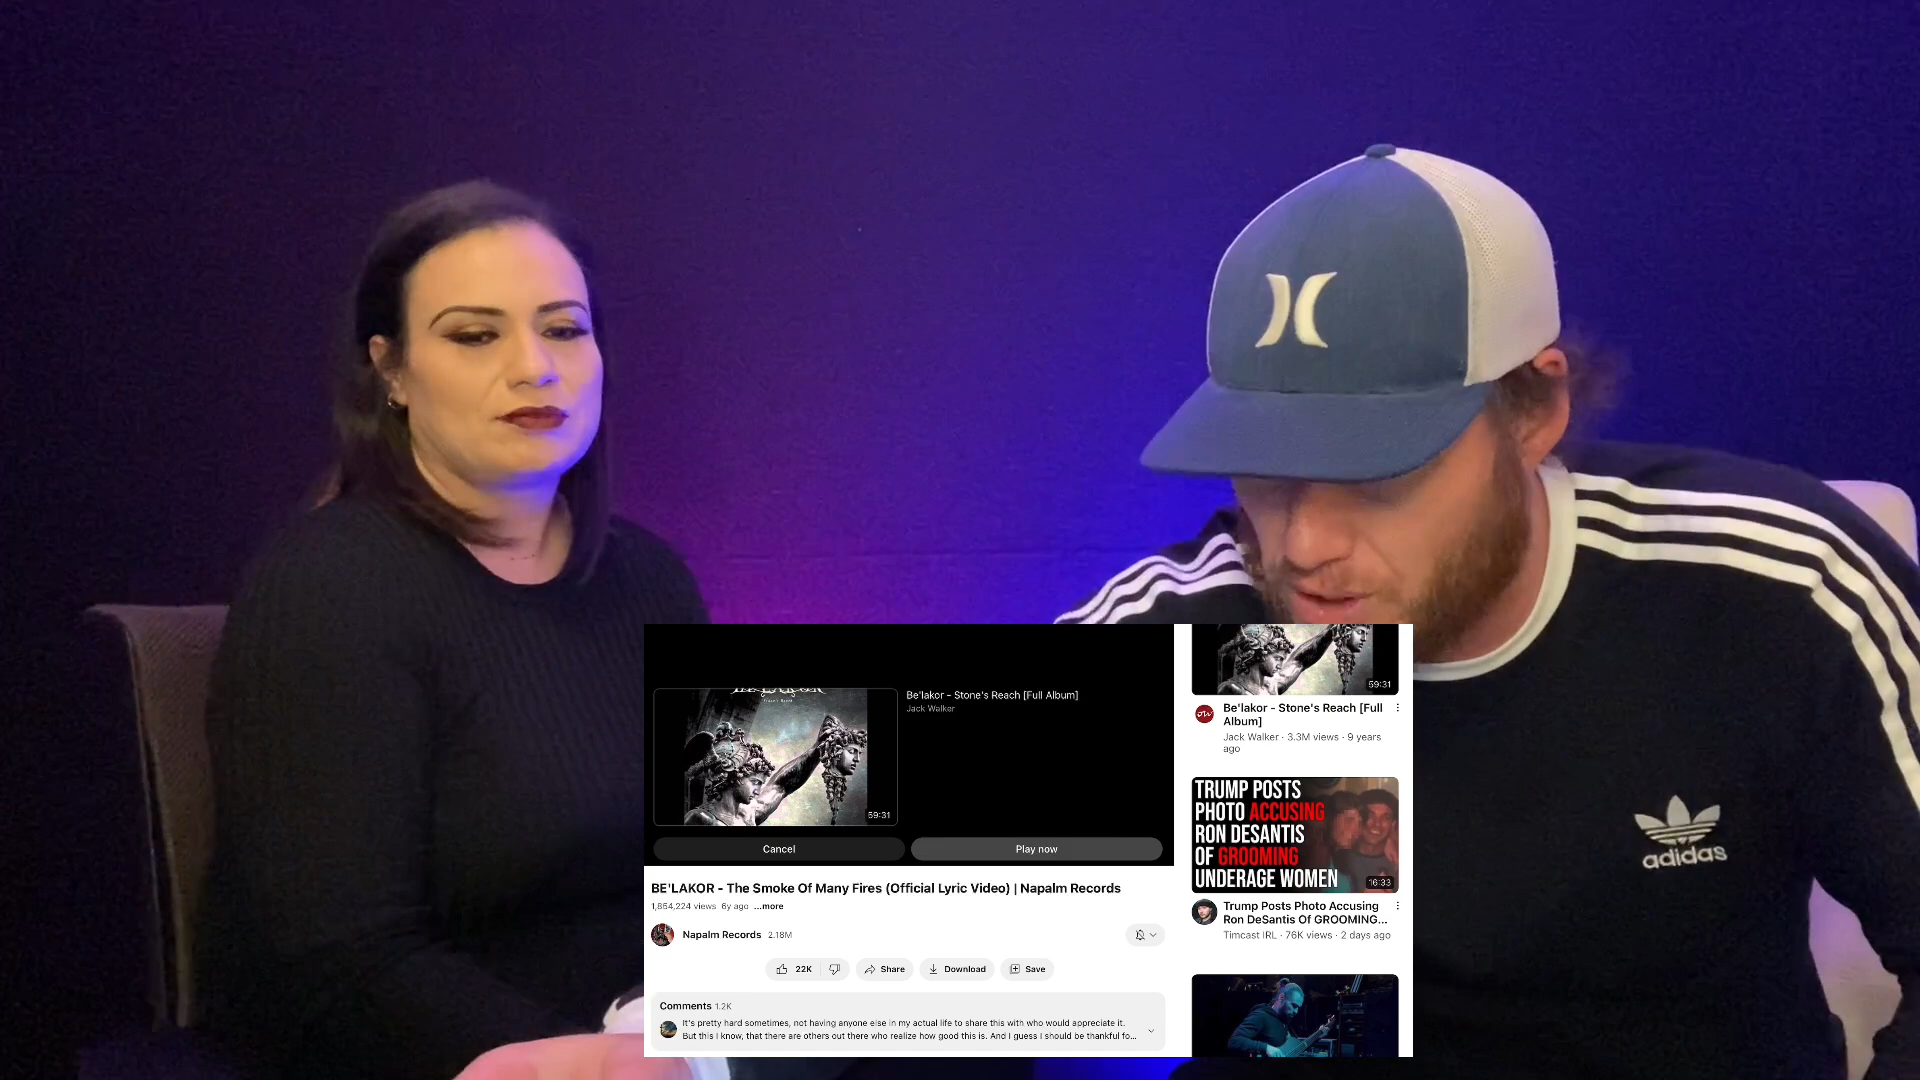 Be'lakor - Stone's Reach [Full Album]
Jack Walker
59:31
Cancel
Play now
BE'LAKOR - The Smoke Of Many Fires (Official Lyric Video) | Napalm Records
1,854,224 views 6y ago ...more
Napalm Records 2.18M
22K
Share
Download
Save
Comments 1.2K
It's pretty hard sometimes, not having anyone else in my actual life to share this with who would appreciate it.
But this I know, that there are others out there who realize how good this is. And I guess I should be thankful fo...
59:31
Be'lakor - Stone's Reach [Full
Album]
Jack Walker · 3.3M views · 9 years
ago
TRUMP POSTS
PHOTO ACCUSING
RON DESANTIS
OF GROOMING
UNDERAGE WOMEN
16:33
Trump Posts Photo Accusing
Ron DeSantis Of GROOMING...
Timcast IRL · 76K views · 2 days ago
adidas